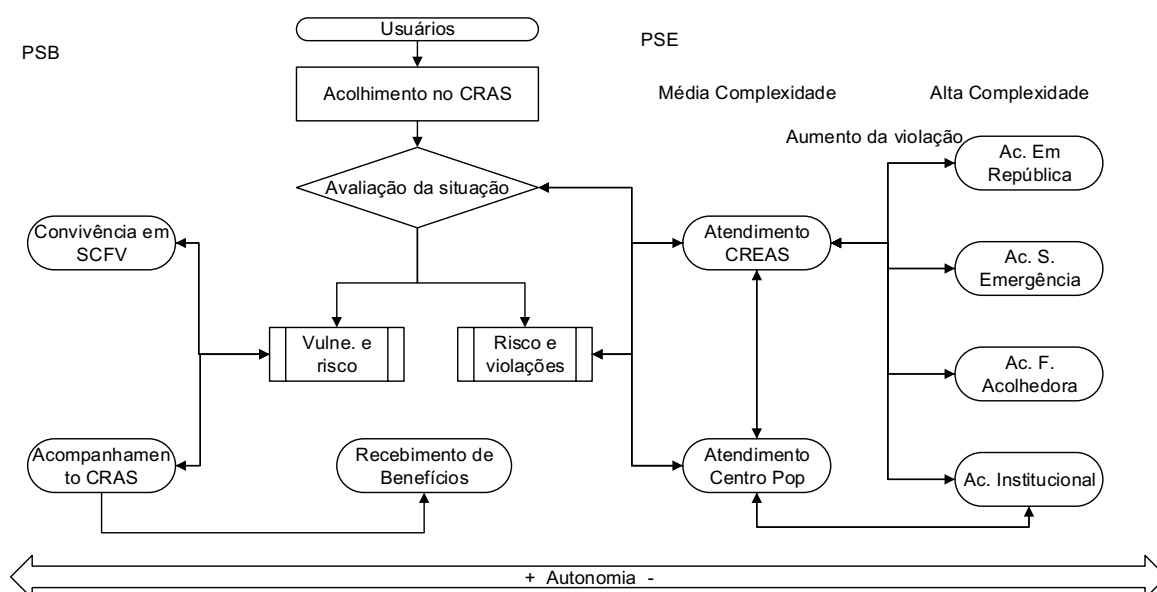 Usuários
PSB
PSE
Acolhimento no CRAS
Média Complexidade
Alta Complexidade
Aumento da violação
Ac. Em
República
Avaliação da situação
Convivência em
SCFV
Atendimento
CREAS
Ac. S.
Emergência
Vulne. e
risco
Risco e
violações
Ac. F.
Acolhedora
Acompanhamen
to CRAS
Recebimento de
Benefícios
Atendimento
Centro Pop
Ac. Institucional
+ Autonomia -